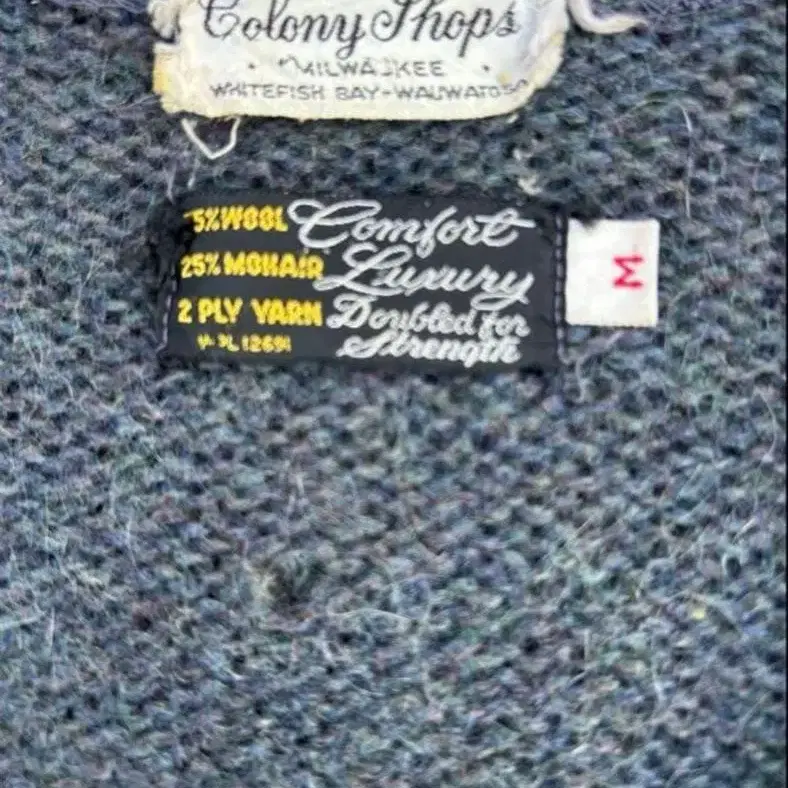 Colony Shops
MILWAUKEE
WHITEFISH BAY-WAUWATOSA
75% WOOL
25% MOHAIR
2 PLY YARN
Comfort
Luxury
Doubled for
Strength
M